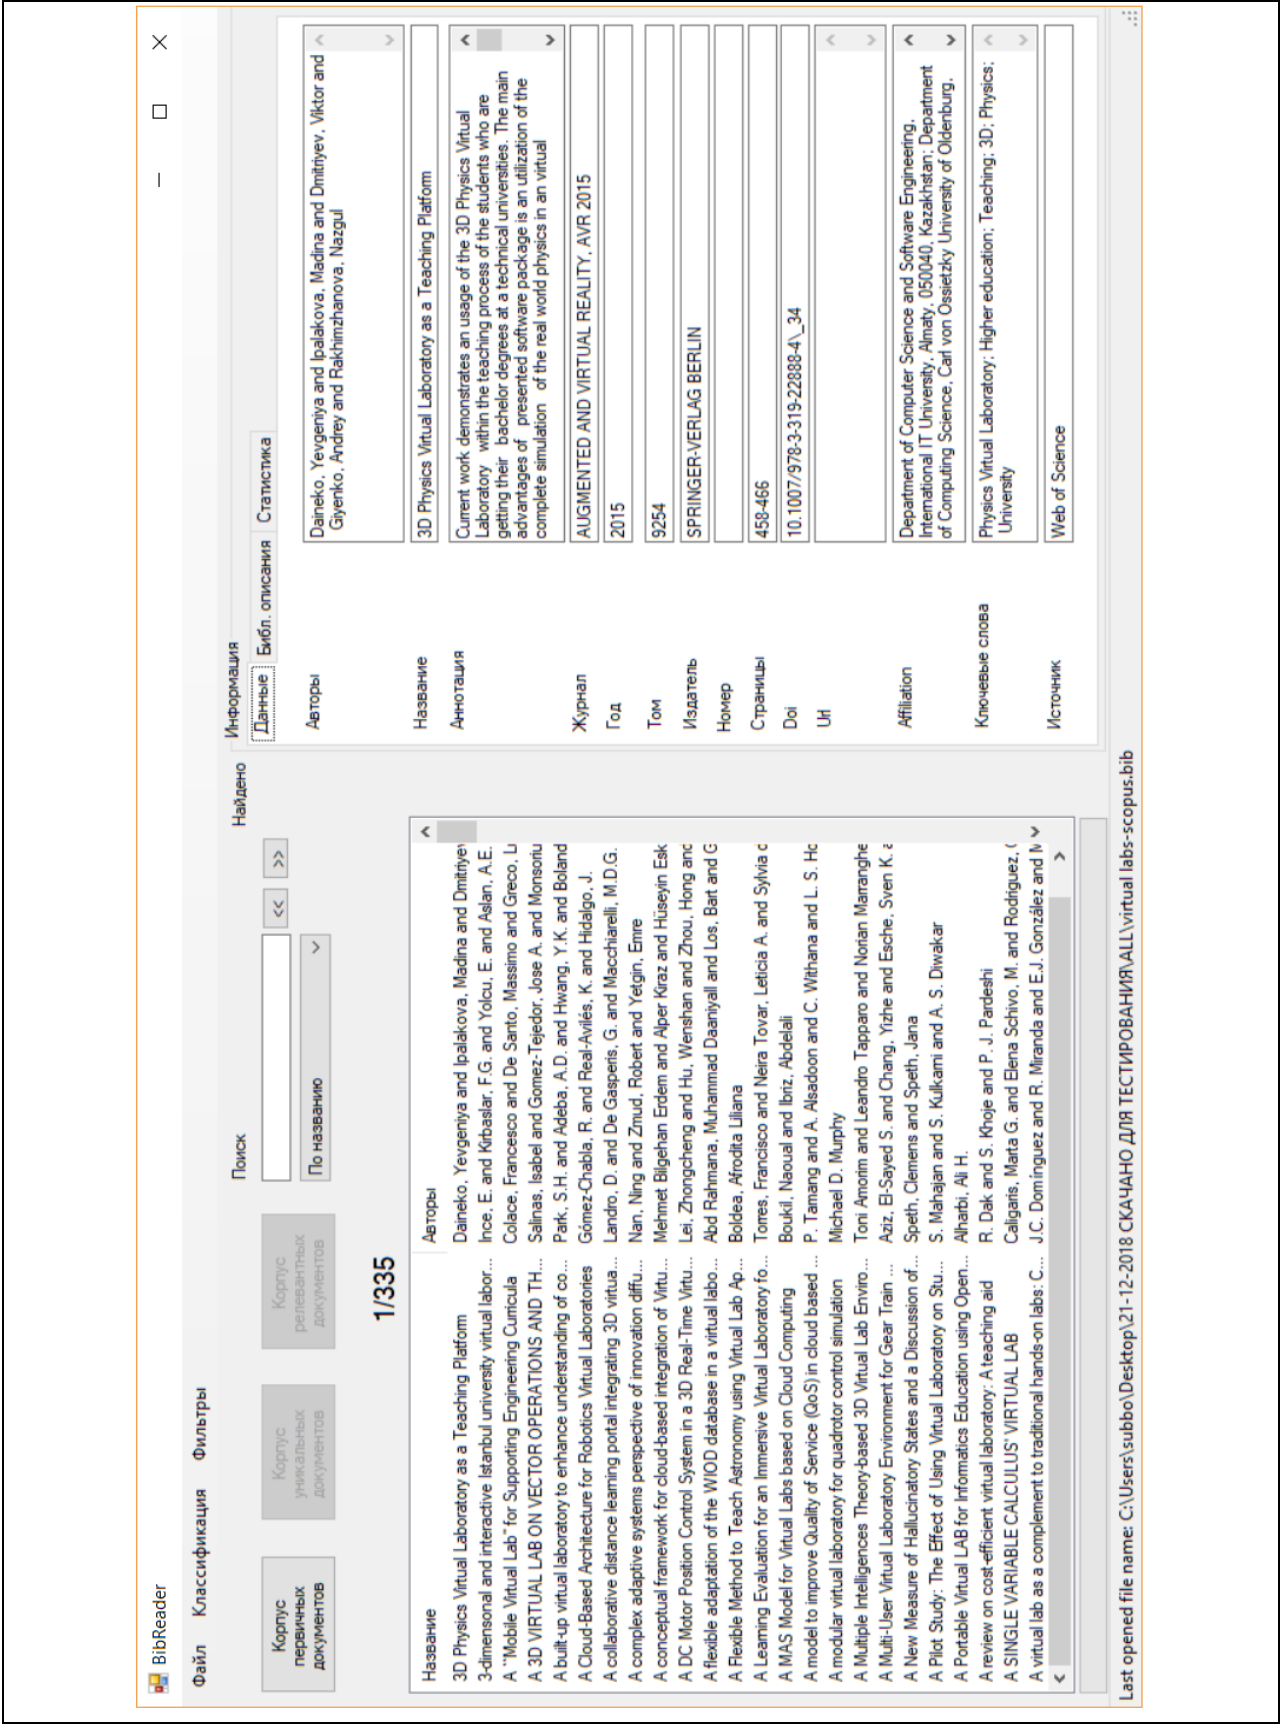 BibReader
Файл Классификация Фильтры
Корпус
первичных
документов
Корпус
уникальных
документов
Корпус
релевантных
документов
Поиск
По названию
<< >>
Найдено
1/335
Название Авторы
3D Physics Virtual Laboratory as a Teaching Platform Daineko, Yevgeniya and Ipalakova, Madina and Dmitriyev
3-dimensional and interactive Istanbul university virtual labor... Ince, E. and Kirbaslar, F.G. and Yolcu, E. and Aslan, A.E.
A ``Mobile Virtual Lab'' for Supporting Engineering Curricula Colace, Francesco and De Santo, Massimo and Greco, Li
A 3D VIRTUAL LAB ON VECTOR OPERATIONS AND TH... Salinas, Isabel and Gomez-Tejedor, Jose A. and Monsoriu
A built-up virtual laboratory to enhance understanding of co... Park, S.H. and Adeba, A.D. and Hwang, Y.K. and Boland
A Cloud-Based Architecture for Robotics Virtual Laboratories Gómez-Chabla, R. and Real-Avilés, K. and Hidalgo, J.
A collaborative distance learning portal integrating 3D virtua... Landro, D. and De Gasperis, G. and Macchiarelli, M.D.G.
A complex adaptive systems perspective of innovation diffu... Nan, Ning and Zmud, Robert and Yetgin, Emre
A conceptual framework for cloud-based integration of Virtu... Mehmet Bilgehan Erdem and Alper Kiraz and Hüseyin Esk
A DC Motor Position Control System in a 3D Real-Time Virtu... Lei, Zhongcheng and Hu, Wenshan and Zhou, Hong and
A flexible adaptation of the WIOD database in a virtual labo... Abd Rahmana, Muhammad Daaniyall and Los, Bart and G
A Flexible Method to Teach Astronomy using Virtual Lab Ap... Boldea, Afrodita Liliana
A Learning Evaluation for an Immersive Virtual Laboratory fo... Torres, Francisco and Neira Tovar, Leticia A. and Sylvia d
A MAS Model for Virtual Labs based on Cloud Computing Boukil, Naoual and Ibriz, Abdelali
A model to improve Quality of Service (QoS) in cloud based ... P. Tamang and A. Alsadoon and C. Withana and L. S. Ho
A modular virtual laboratory for quadrotor control simulation Michael D. Murphy
A Multiple Intelligences Theory-based 3D Virtual Lab Enviro... Toni Amorim and Leandro Tapparo and Norian Marranghe
A Multi-User Virtual Laboratory Environment for Gear Train ... Aziz, El-Sayed S. and Chang, Yizhe and Esche, Sven K. a
A New Measure of Hallucinatory States and a Discussion of... Speth, Clemens and Speth, Jana
A Pilot Study: The Effect of Using Virtual Laboratory on Stu... S. Mahajan and S. Kulkarni and A. S. Diwakar
A Portable Virtual LAB for Informatics Education using Open... Alharbi, Ali H.
A review on cost-efficient virtual laboratory: A teaching aid R. Dak and S. Khoje and P. J. Pardeshi
A SINGLE VARIABLE CALCULUS" VIRTUAL LAB Caligaris, Marta G. and Elena Schivo, M. and Rodriguez,
A virtual lab as a complement to traditional hands-on labs: C... J.C. Domínguez and R. Miranda and E.J. González and M
Информация
Данные Библ. описания Статистика
Авторы Daineko, Yevgeniya and Ipalakova, Madina and Dmitriyev, Viktor and
Giyenko, Andrey and Rakhimzhanova, Nazgul
Название 3D Physics Virtual Laboratory as a Teaching Platform
Аннотация Current work demonstrates an usage of the 3D Physics Virtual
Laboratory within the teaching process of the students who are
getting their bachelor degrees at a technical universities. The main
advantages of presented software package is an utilization of the
complete simulation of the real world physics in an virtual
Журнал AUGMENTED AND VIRTUAL REALITY, AVR 2015
Год 2015
Том 9254
Издатель SPRINGER-VERLAG BERLIN
Номер
Страницы 458-466
Doi 10.1007/978-3-319-22888-4\_34
Url
Affiliation Department of Computer Science and Software Engineering,
International IT University, Almaty, 050040, Kazakhstan; Department
of Computing Science, Carl von Ossietzky University of Oldenburg,
Ключевые слова Physics Virtual Laboratory; Higher education; Teaching; 3D; Physics;
University
Источник Web of Science
Last opened file name: C:\Users\subbo\Desktop\21-12-2018 СКАЧАНО ДЛЯ ТЕСТИРОВАНИЯ\ALL\virtual labs-scopus.bib